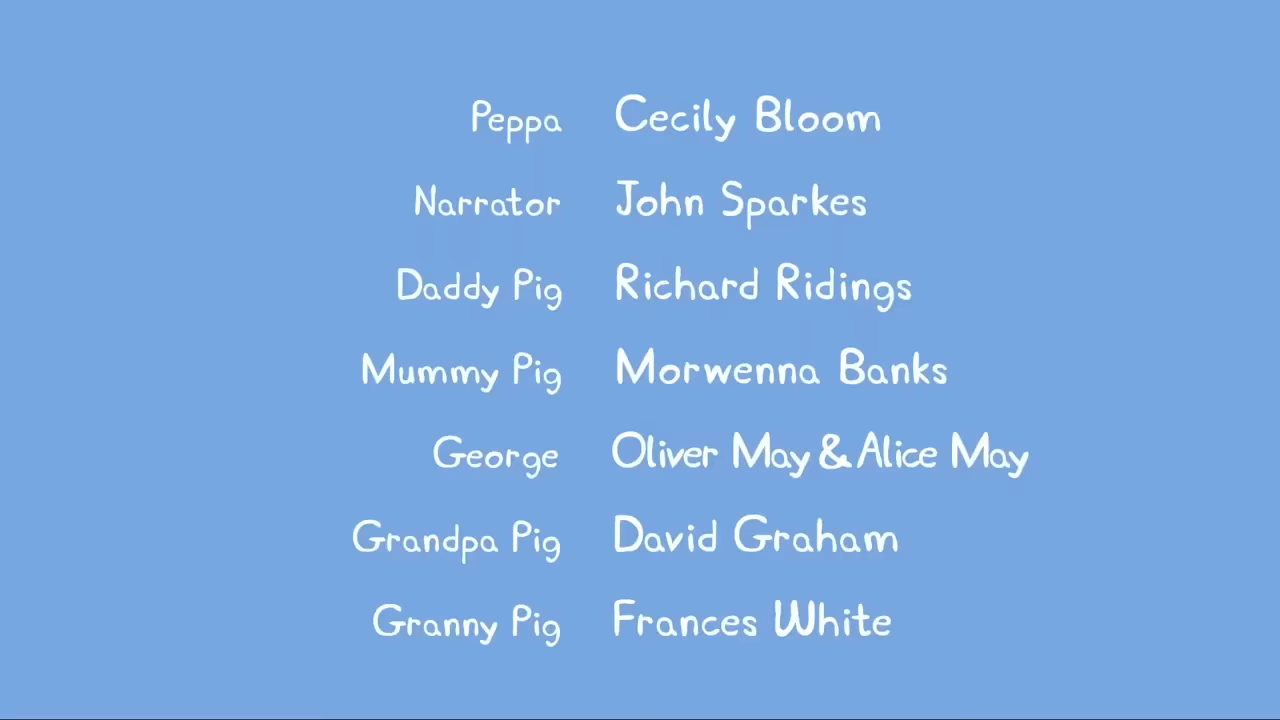 Peppa Cecily Bloom
Narrator John Sparkes
Daddy Pig Richard Ridings
Mummy Pig Morwenna Banks
George Oliver May & Alice May
Grandpa Pig David Graham
Granny Pig Frances White